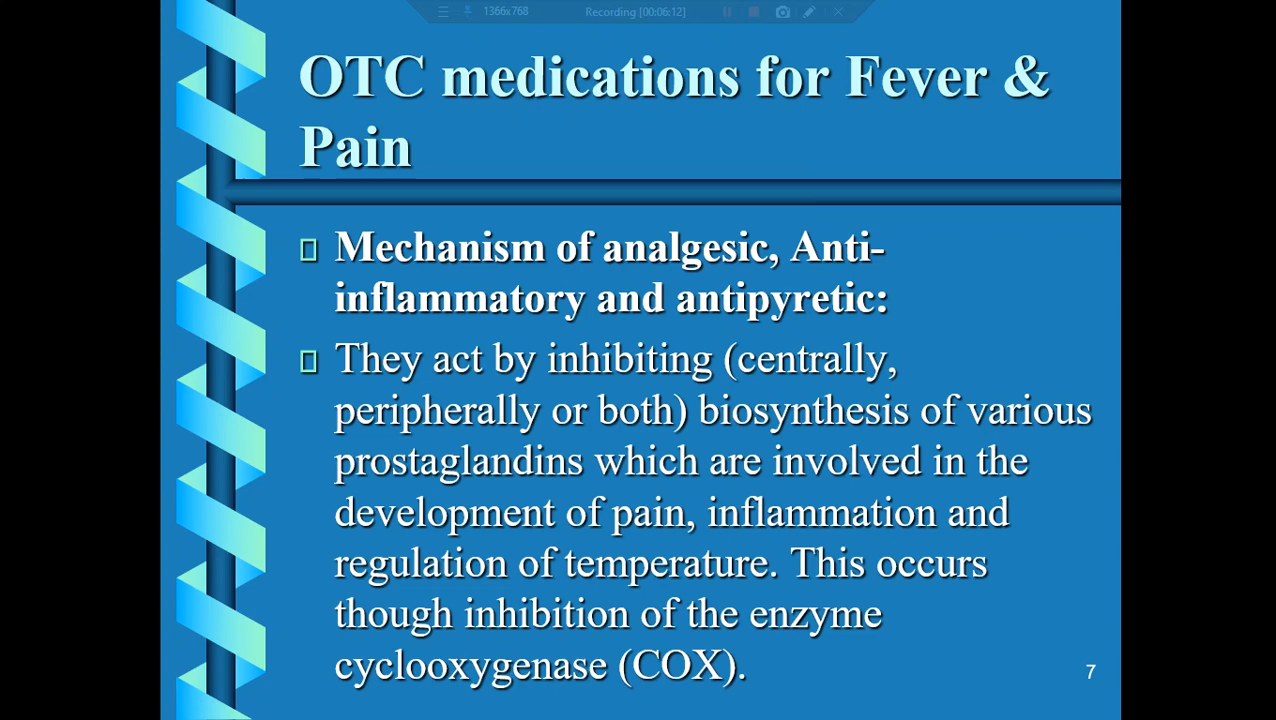 1366x768 Recording [00:06:12]
OTC medications for Fever &
Pain
Mechanism of analgesic, Anti-
inflammatory and antipyretic:
They act by inhibiting (centrally,
peripherally or both) biosynthesis of various
prostaglandins which are involved in the
development of pain, inflammation and
regulation of temperature. This occurs
though inhibition of the enzyme
cyclooxygenase (COX).
7